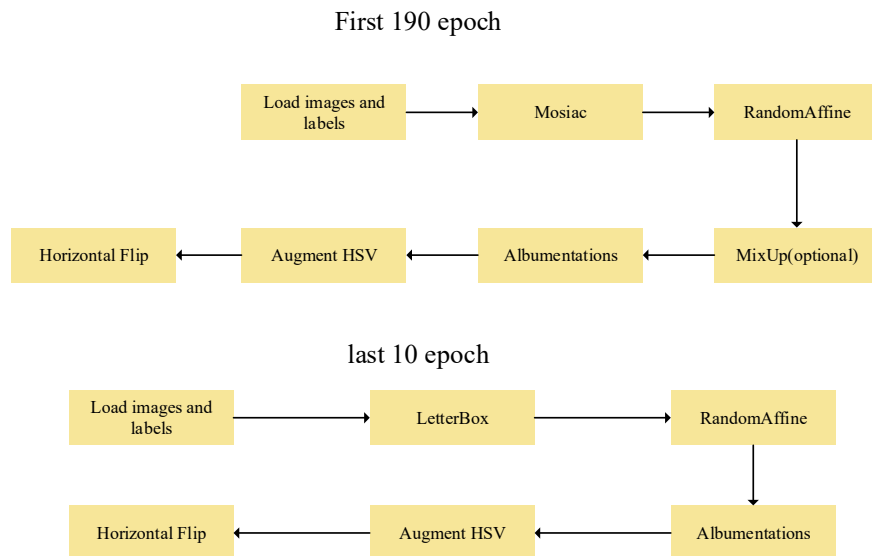 First 190 epoch
Load images and
labels
Mosiac
RandomAffine
MixUp(optional)
Albumentations
Augment HSV
Horizontal Flip
last 10 epoch
Load images and
labels
LetterBox
RandomAffine
Albumentations
Augment HSV
Horizontal Flip